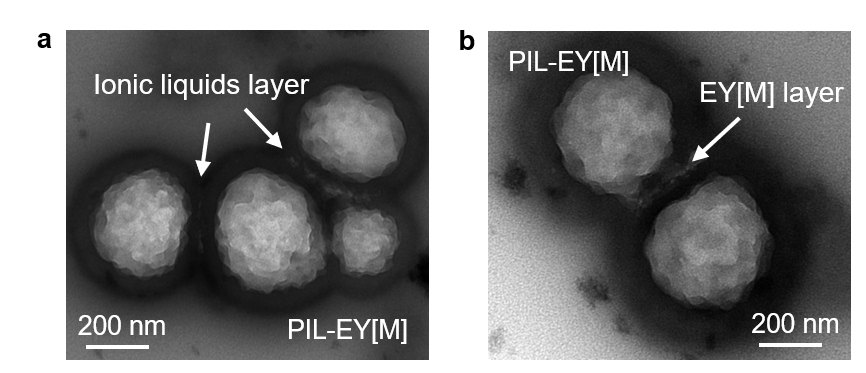 a
Ionic liquids layer
200 nm
PIL-EY[M]
b
PIL-EY[M]
EY[M] layer
200 nm